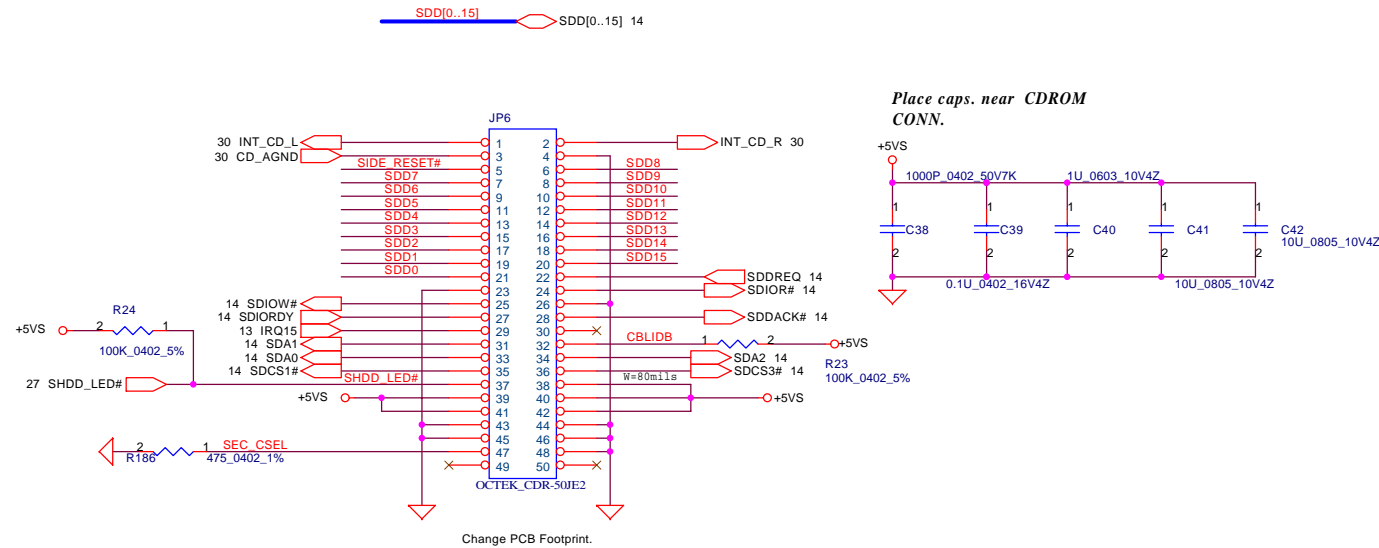 SDD[0..15]
SDD[0..15] 14
Place caps. near CDROM
CONN.
JP6
30 INT_CD_L
1
2
INT_CD_R 30
30 CD_AGND
3
4
SIDE_RESET#
5
6
SDD8
SDD7
7
8
SDD9
SDD6
9
10
SDD10
SDD5
11
12
SDD11
SDD4
13
14
SDD12
SDD3
15
16
SDD13
SDD2
17
18
SDD14
SDD1
19
20
SDD15
SDD0
21
22
SDDREQ 14
23
24
SDIOR# 14
14 SDIOW#
25
26
14 SDIORDY
27
28
SDDACK# 14
13 IRQ15
29
30
14 SDA1
31
32
CBLIDB
1
2
+5VS
R23
100K_0402_5%
14 SDA0
33
34
SDA2 14
14 SDCS1#
35
36
SDCS3# 14
R24
+5VS
2
1
100K_0402_5%
27 SHDD_LED#
SHDD_LED#
37
38
W=80mils
+5VS
39
40
+5VS
41
42
43
44
45
46
2
R186
1
SEC_CSEL
475_0402_1%
47
48
49
50
OCTEK_CDR-50JE2
Change PCB Footprint.
+5VS
1000P_0402_50V7K
1U_0603_10V4Z
1
1
1
1
1
C38
C39
C40
C41
C42
10U_0805_10V4Z
2
2
2
2
2
0.1U_0402_16V4Z
10U_0805_10V4Z